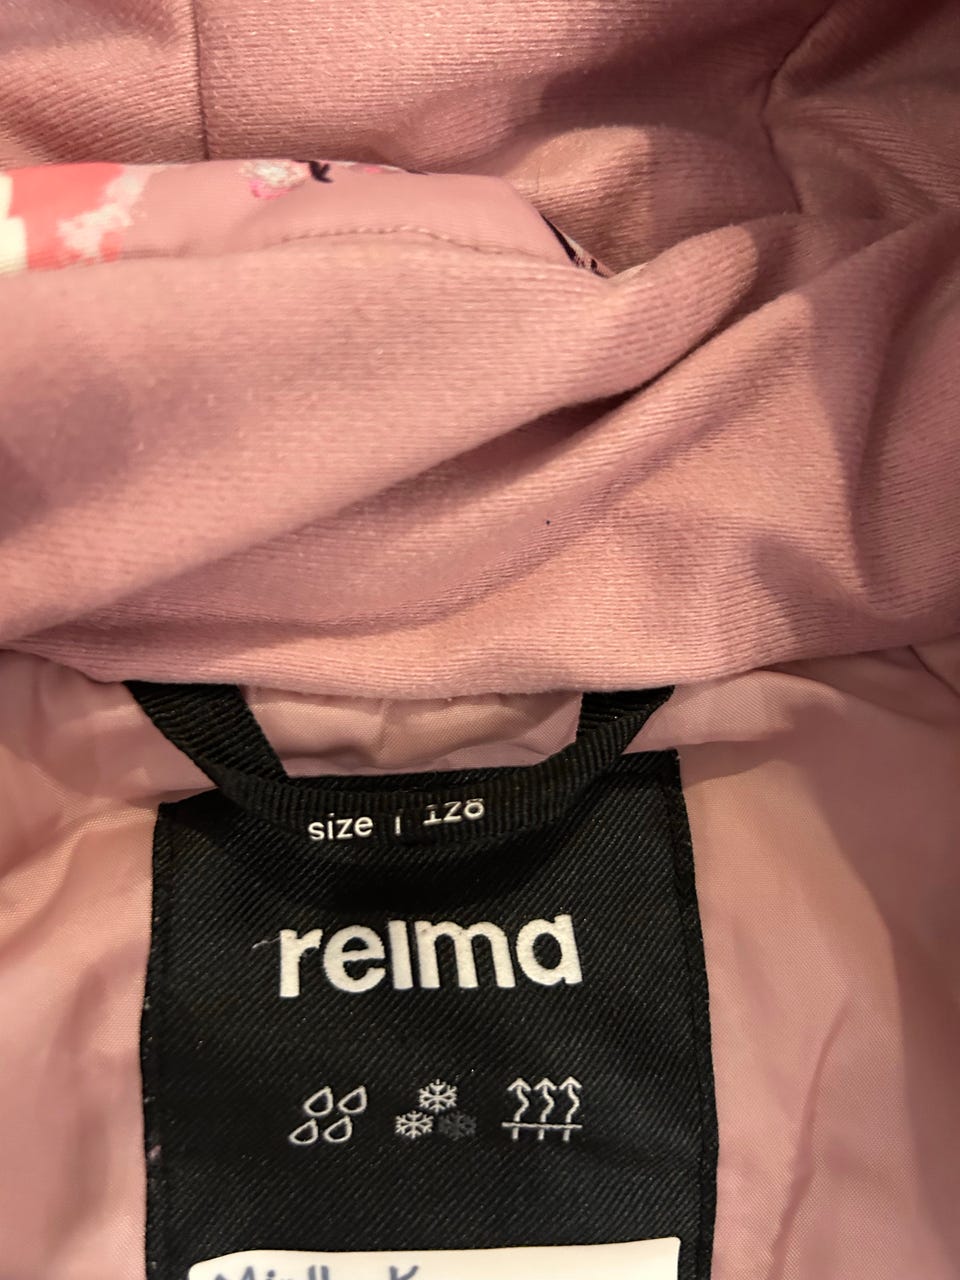 size | 128
reima